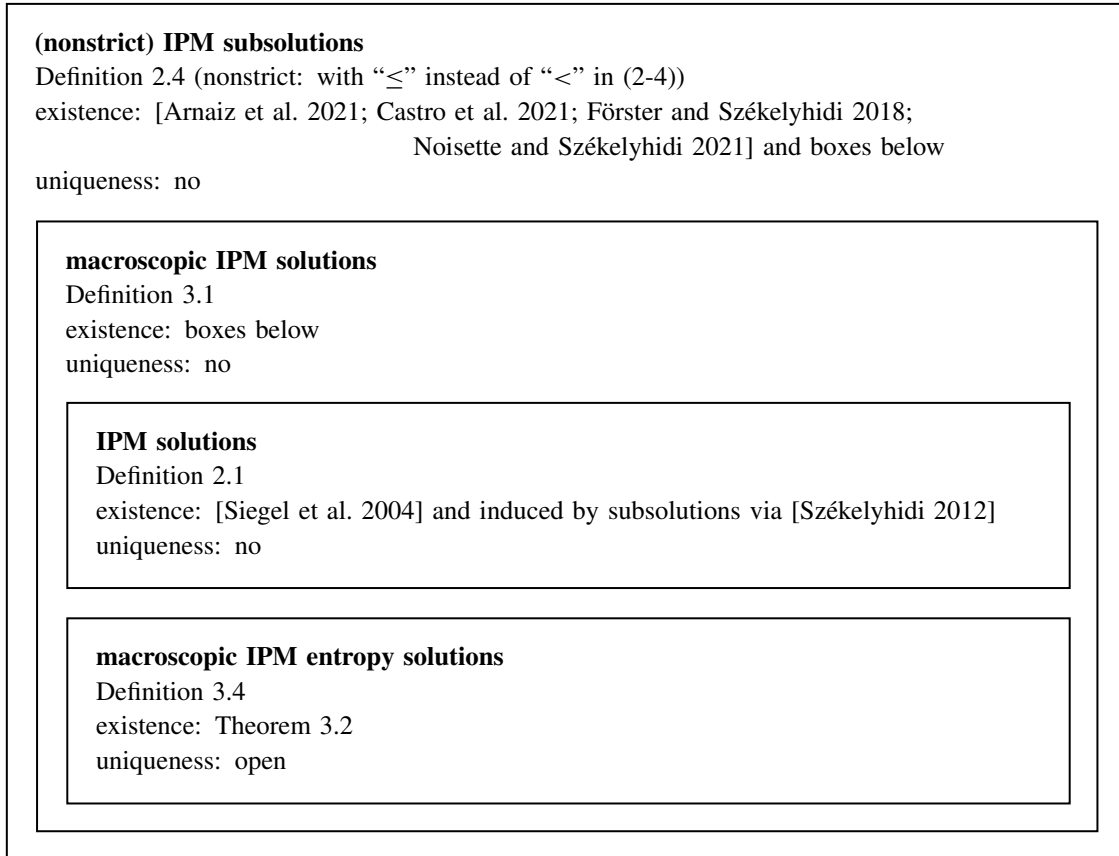 (nonstrict) IPM subsolutions
Definition 2.4 (nonstrict: with “≤” instead of “<” in (2-4))
existence: [Arnaiz et al. 2021; Castro et al. 2021; Förster and Székelyhidi 2018;
Noisette and Székelyhidi 2021] and boxes below
uniqueness: no
macroscopic IPM solutions
Definition 3.1
existence: boxes below
uniqueness: no
IPM solutions
Definition 2.1
existence: [Siegel et al. 2004] and induced by subsolutions via [Székelyhidi 2012]
uniqueness: no
macroscopic IPM entropy solutions
Definition 3.4
existence: Theorem 3.2
uniqueness: open